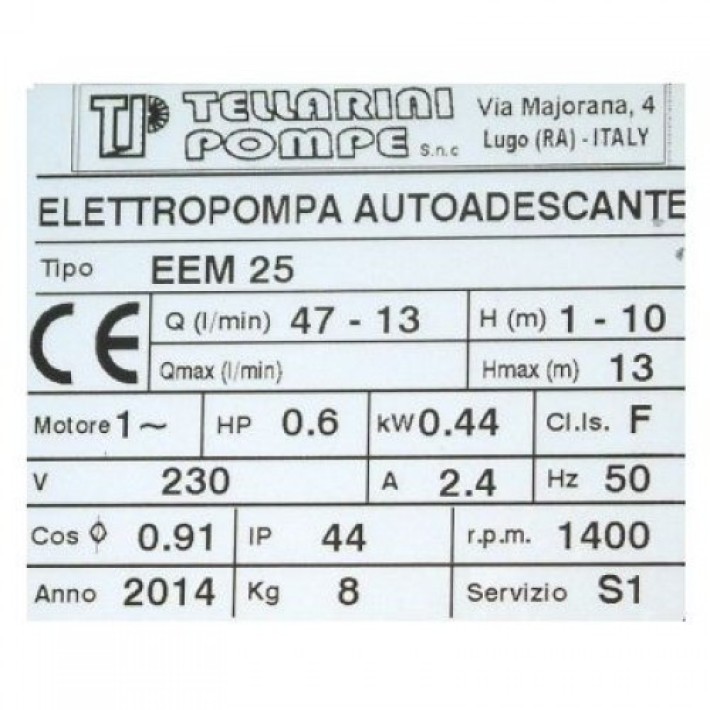 TP TELLARINI Via Majorana, 4
POMPE s.n.c Lugo (RA) - ITALY
ELETTROPOMPA AUTOADESCANTE
Tipo EEM 25
CE Q (l/min) 47 - 13 H (m) 1 - 10
Qmax (l/min) Hmax (m) 13
Motore 1~ HP 0.6 kW 0.44 Cl.Is. F
V 230 A 2.4 Hz 50
Cos ϕ 0.91 IP 44 r.p.m. 1400
Anno 2014 Kg 8 Servizio S1